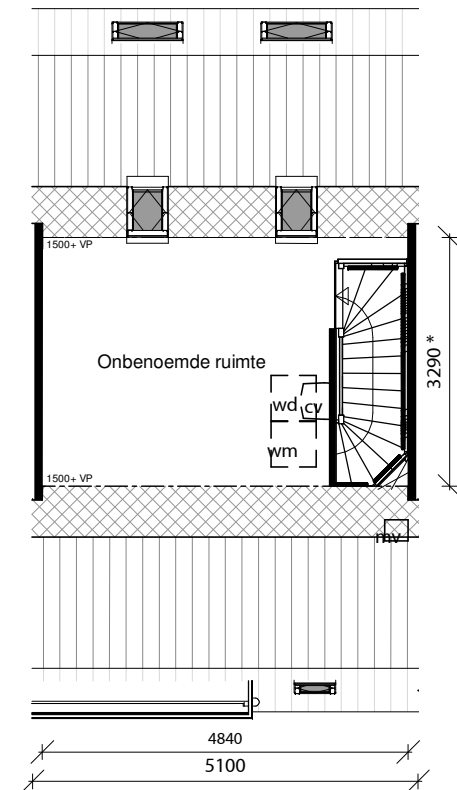 1500+ VP
Onbenoemde ruimte
3290 *
wd cv
wm
1500+ VP
mv
4840
5100